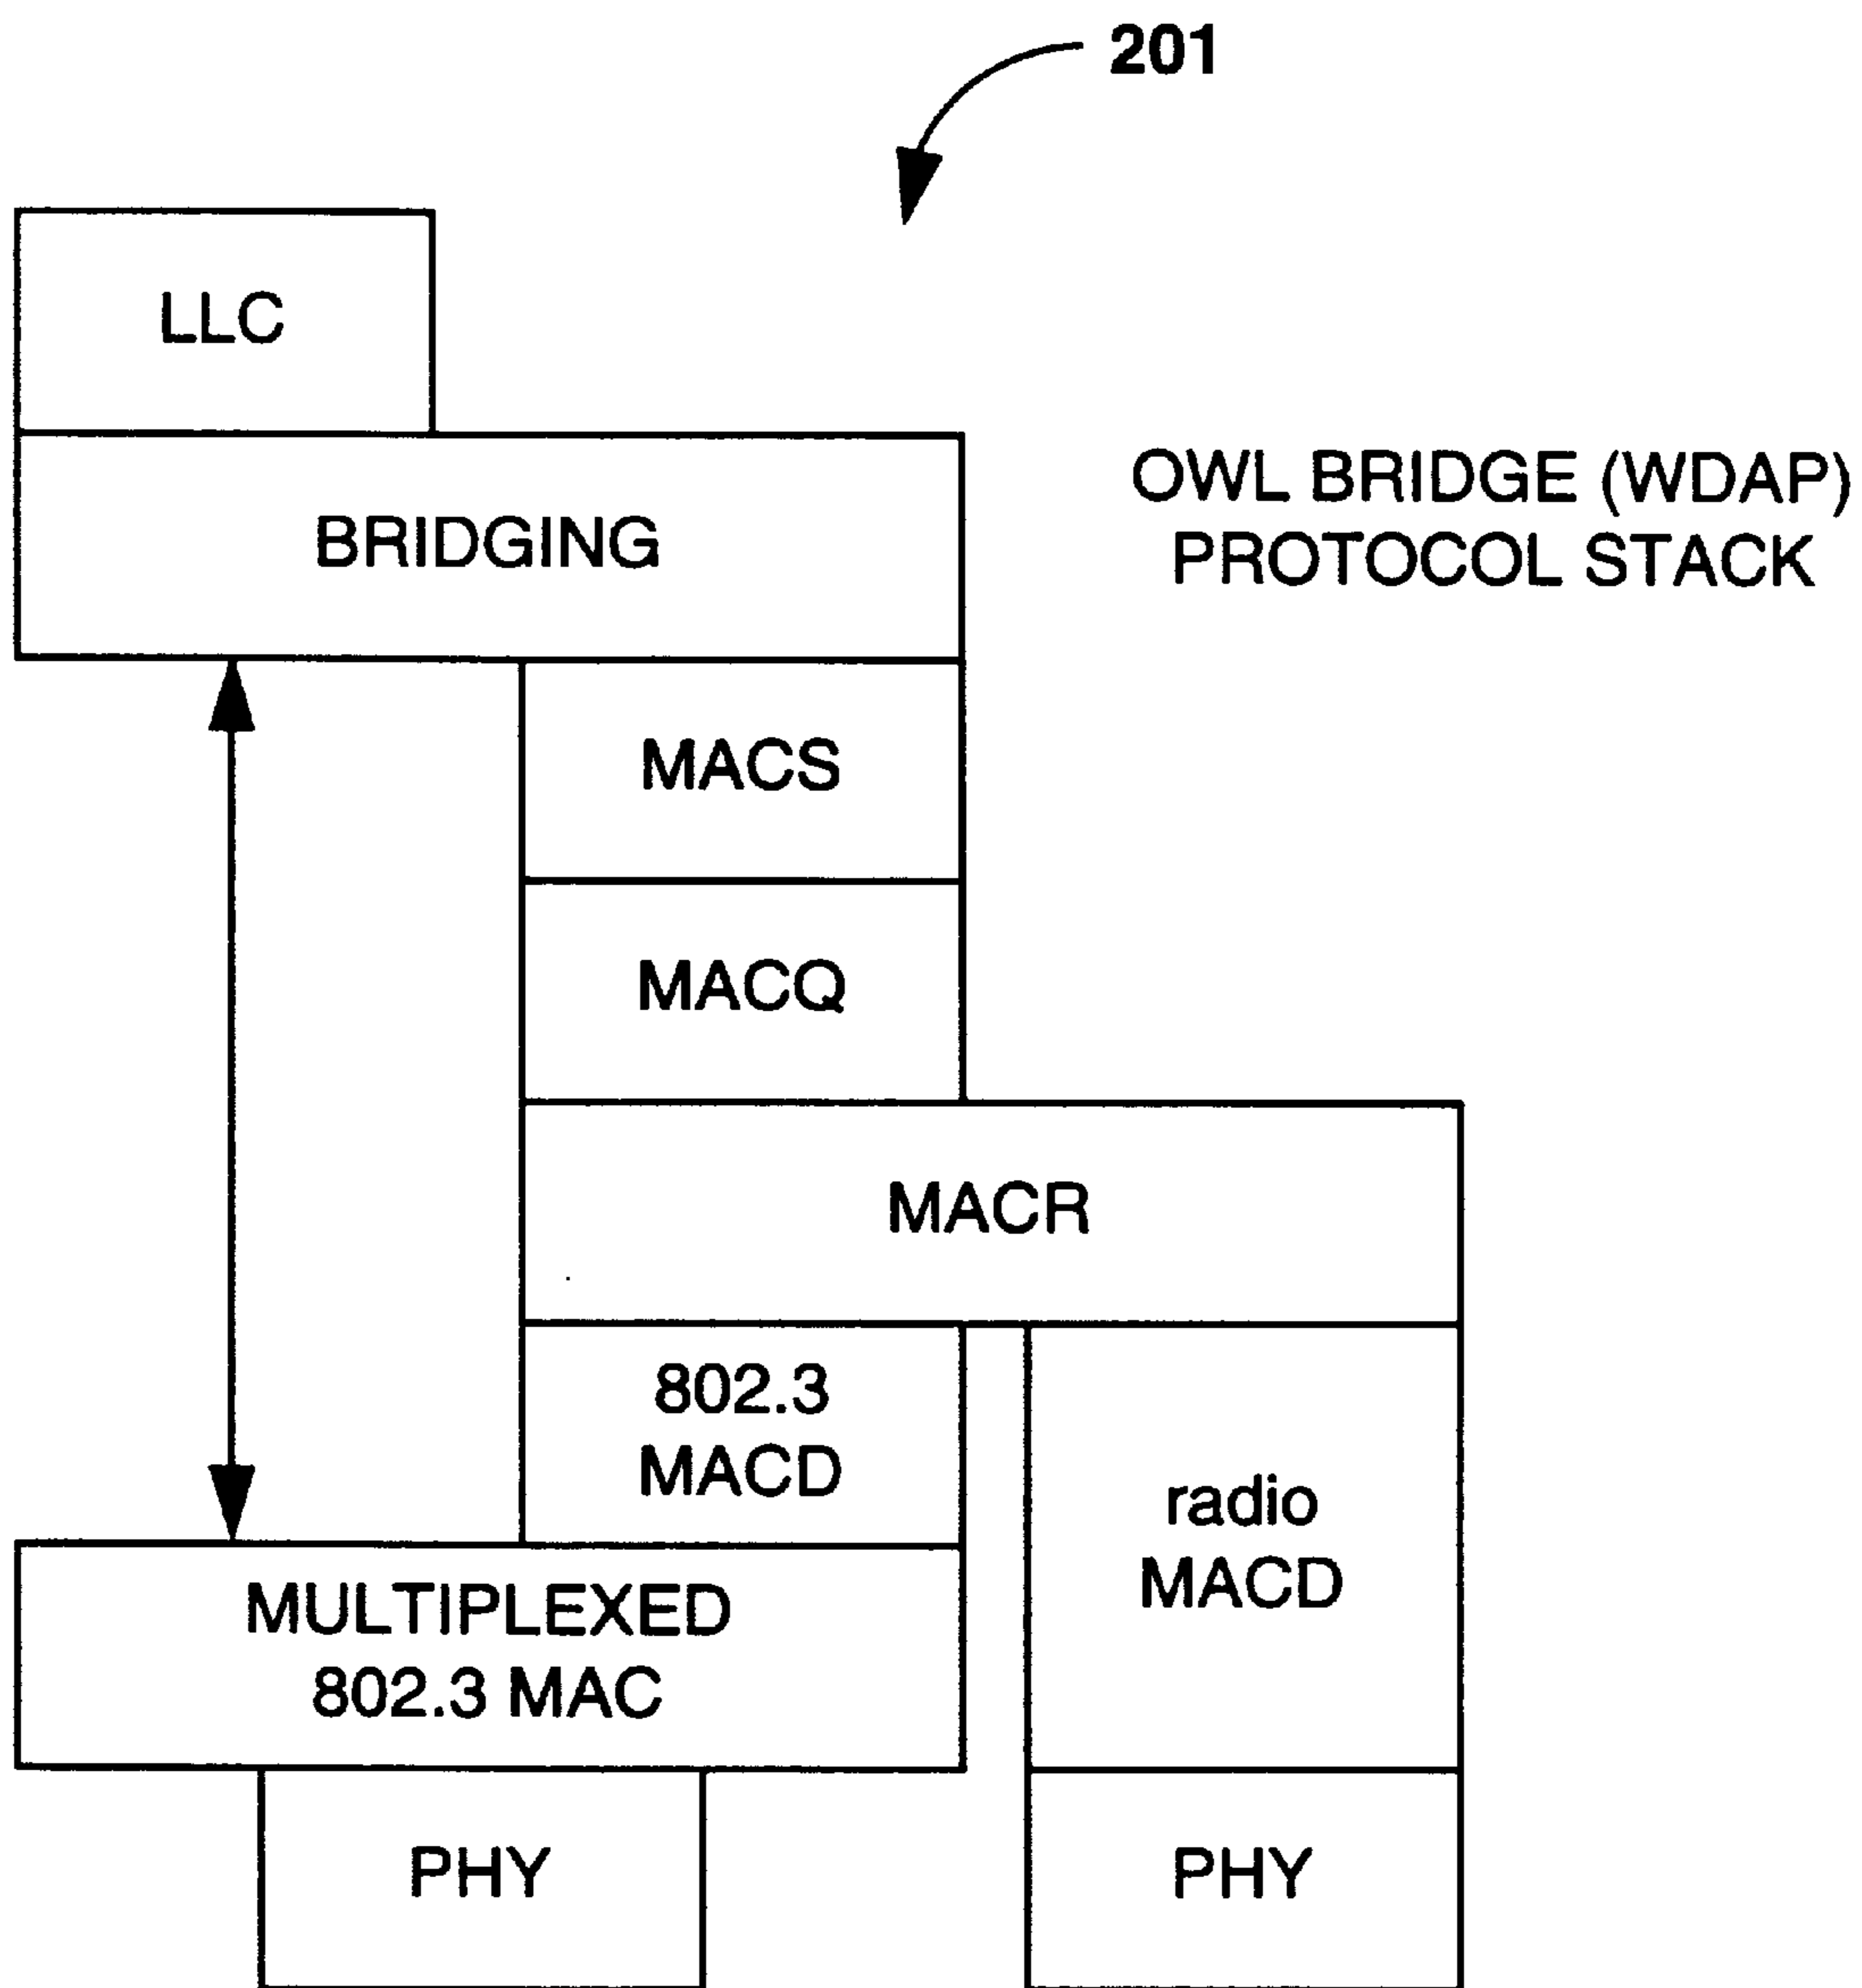 201
LLC
BRIDGING
OWL BRIDGE (WDAP)
PROTOCOL STACK
MACS
MACQ
MACR
802.3
MACD
radio
MACD
MULTIPLEXED
802.3 MAC
PHY
PHY